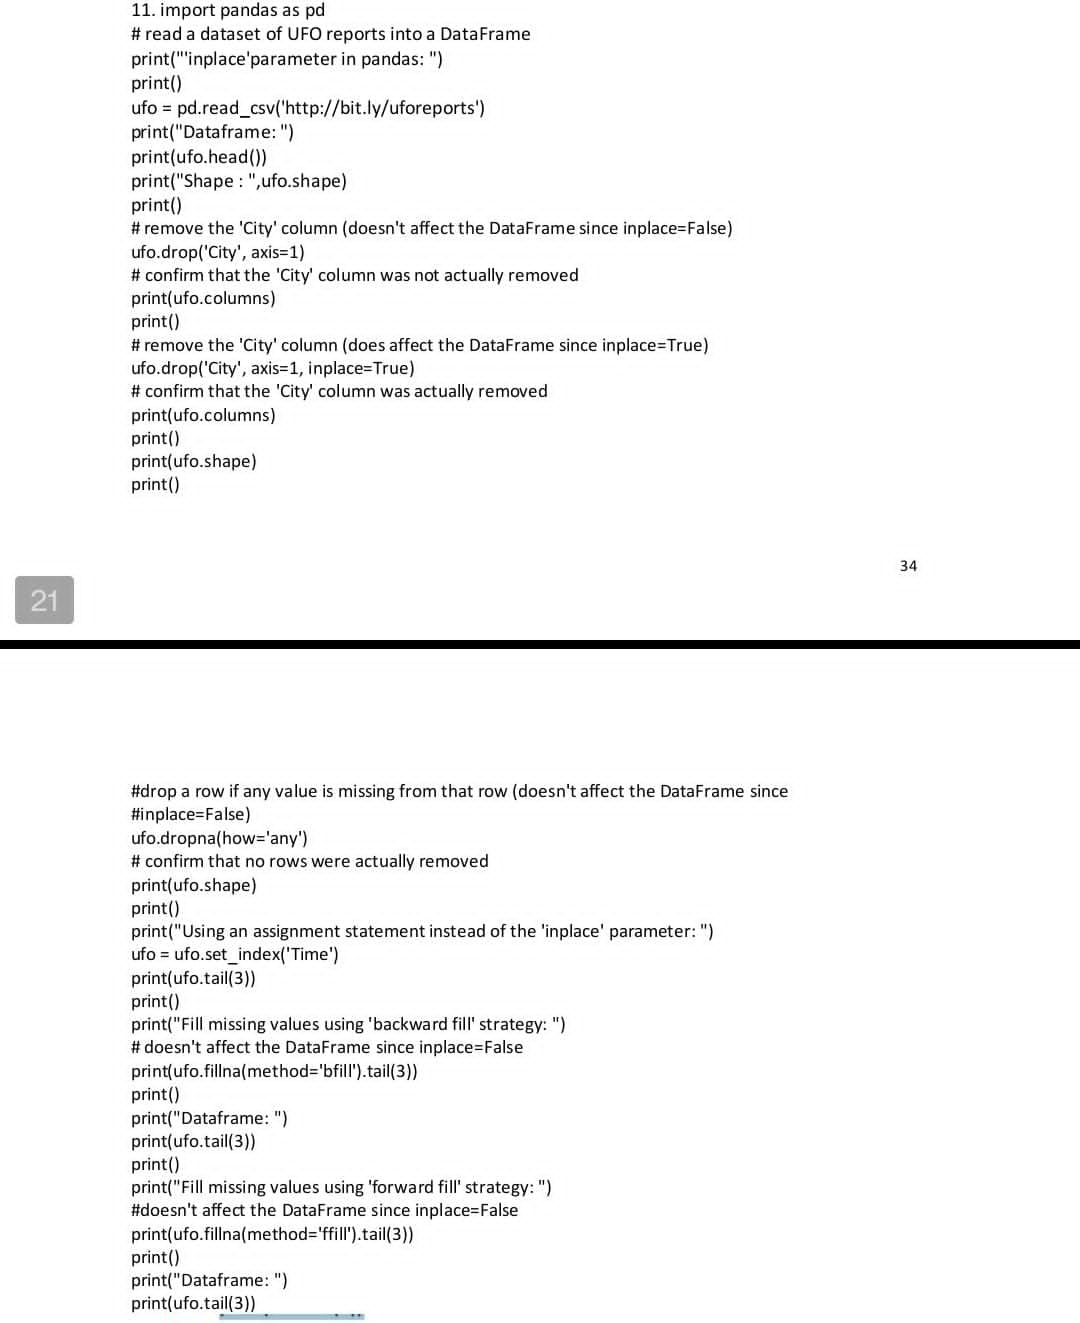 11. import pandas as pd
# read a dataset of UFO reports into a DataFrame
print("'inplace'parameter in pandas: ")
print()
ufo = pd.read_csv('http://bit.ly/uforeports')
print("Dataframe: ")
print(ufo.head())
print("Shape : ",ufo.shape)
print()
# remove the 'City' column (doesn't affect the DataFrame since inplace=False)
ufo.drop('City', axis=1)
# confirm that the 'City' column was not actually removed
print(ufo.columns)
print()
# remove the 'City' column (does affect the DataFrame since inplace=True)
ufo.drop('City', axis=1, inplace=True)
# confirm that the 'City' column was actually removed
print(ufo.columns)
print()
print(ufo.shape)
print()
34
21
#drop a row if any value is missing from that row (doesn't affect the DataFrame since
#inplace=False)
ufo.dropna(how='any')
# confirm that no rows were actually removed
print(ufo.shape)
print()
print("Using an assignment statement instead of the 'inplace' parameter: ")
ufo = ufo.set_index('Time')
print(ufo.tail(3))
print()
print("Fill missing values using 'backward fill' strategy: ")
# doesn't affect the DataFrame since inplace=False
print(ufo.fillna(method='bfill').tail(3))
print()
print("Dataframe: ")
print(ufo.tail(3))
print()
print("Fill missing values using 'forward fill' strategy: ")
#doesn't affect the DataFrame since inplace=False
print(ufo.fillna(method='ffill').tail(3))
print()
print("Dataframe: ")
print(ufo.tail(3))